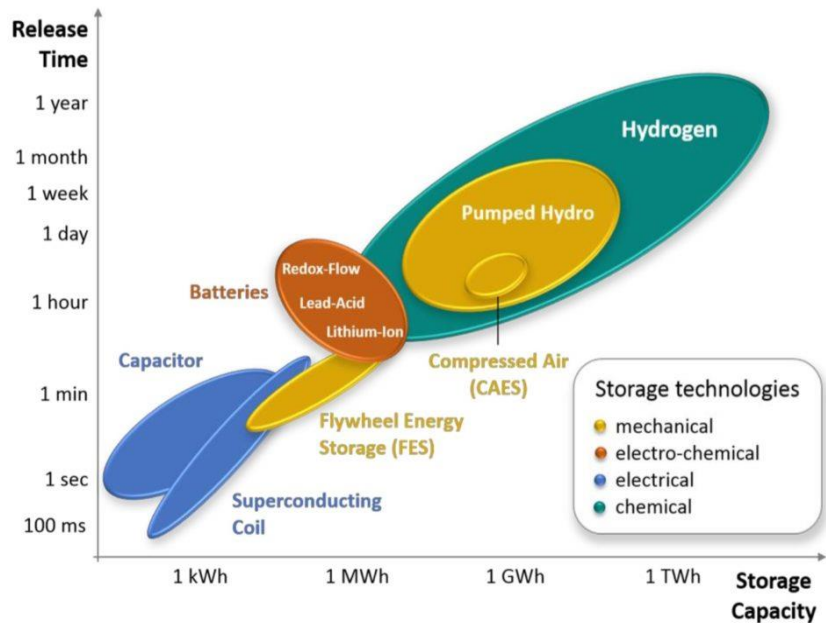 Release
Time
1 year
1 month
1 week
1 day
1 hour
1 min
1 sec
100 ms
Hydrogen
Pumped Hydro
Redox-Flow
Lead-Acid
Lithium-Ion
Batteries
Capacitor
Compressed Air
(CAES)
Flywheel Energy
Storage (FES)
Superconducting
Coil
Storage technologies
mechanical
electro-chemical
electrical
chemical
1 kWh
1 MWh
1 GWh
1 TWh
Storage
Capacity